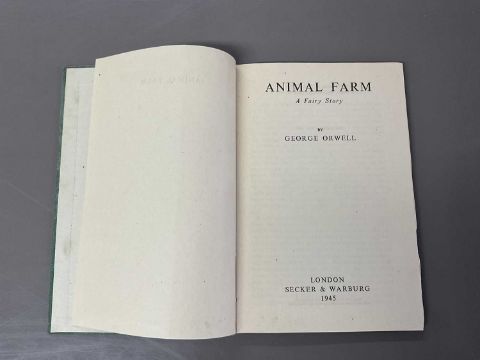 ANIMAL FARM
A Fairy Story
BY
GEORGE ORWELL
LONDON
SECKER & WARBURG
1945